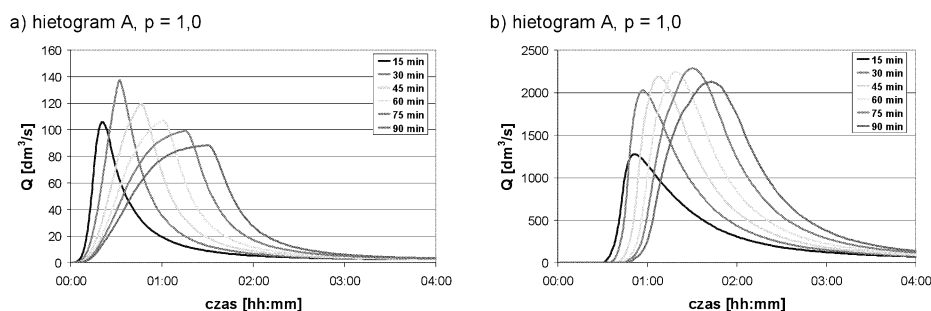 a) hietogram A, p = 1,0
160
140
120
100
80
60
40
20
0
Q [dm³/s]
00:00 01:00 02:00 03:00 04:00
czas [hh:mm]
15 min
30 min
45 min
60 min
75 min
90 min
b) hietogram A, p = 1,0
2500
2000
1500
1000
500
0
Q [dm³/s]
00:00 01:00 02:00 03:00 04:00
czas [hh:mm]
15 min
30 min
45 min
60 min
75 min
90 min